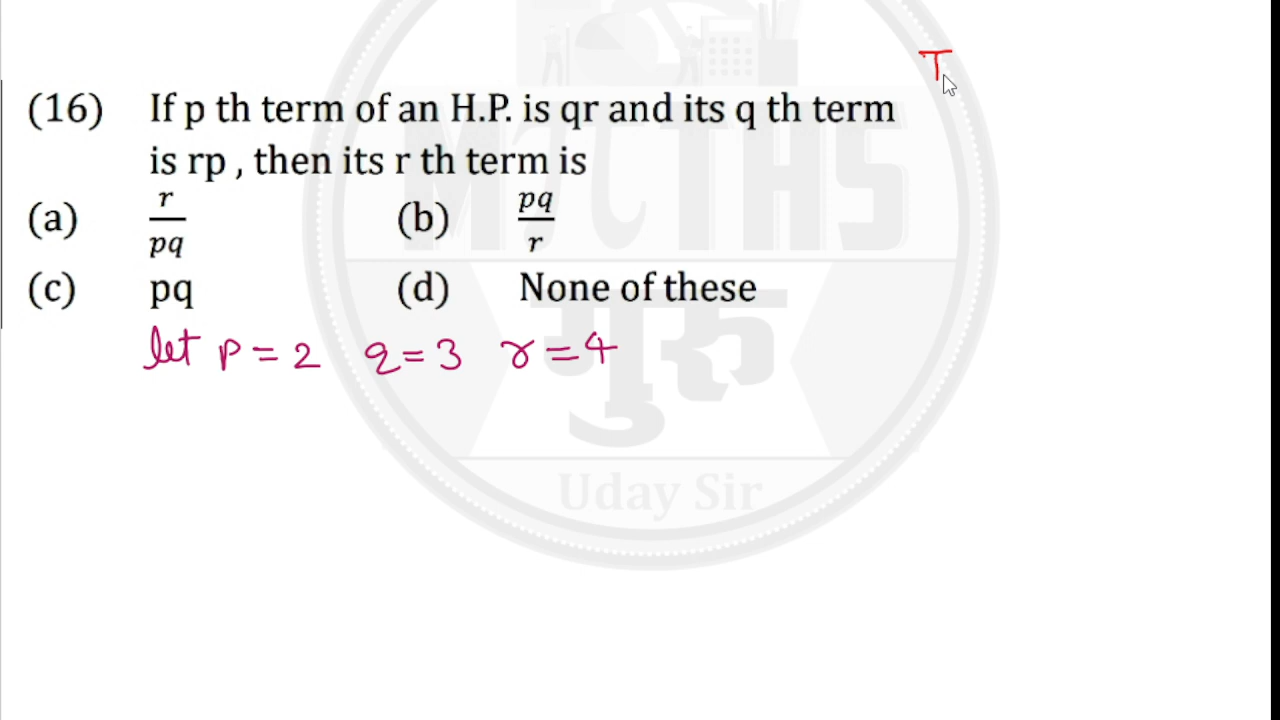 T
(16) If p th term of an H.P. is qr and its q th term
is rp , then its r th term is
(a) r/pq (b) pq/r
(c) pq (d) None of these
let p = 2 q = 3 r = 4
MπTHS
गुरु
Uday Sir